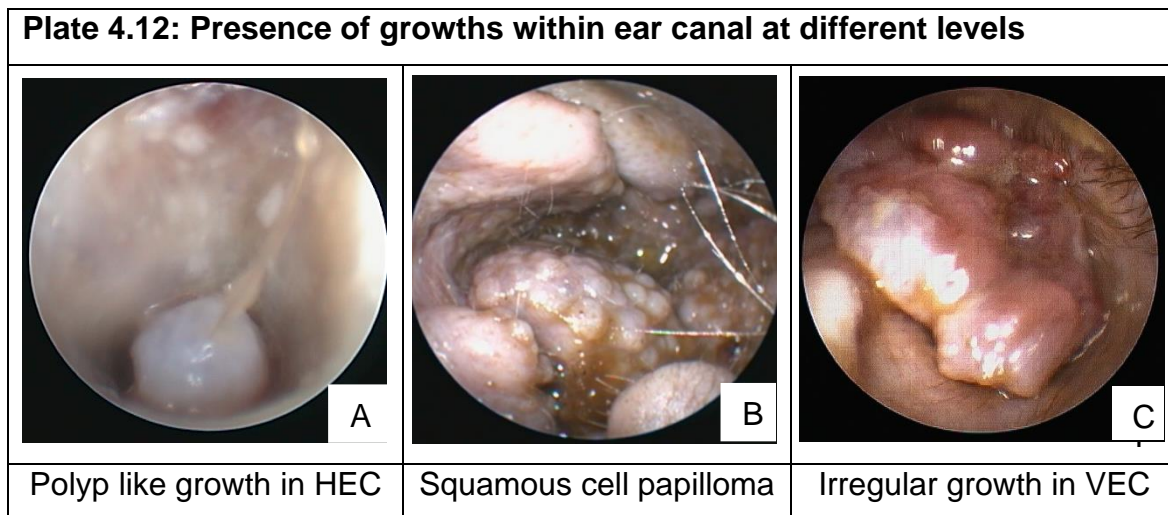 Plate 4.12: Presence of growths within ear canal at different levels
A
B
C
Polyp like growth in HEC
Squamous cell papilloma
Irregular growth in VEC